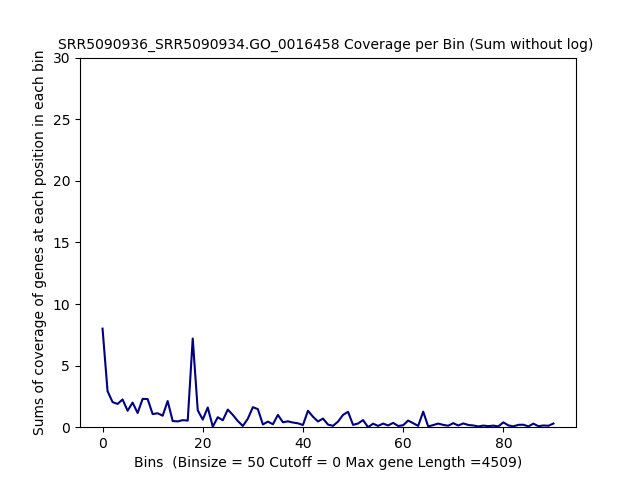 SRR5090936_SRR5090934.GO_0016458 Coverage per Bin (Sum without log)
Sums of coverage of genes at each position in each bin
30
25
20
15
10
5
0
0 20 40 60 80
Bins  (Binsize = 50 Cutoff = 0 Max gene Length =4509)